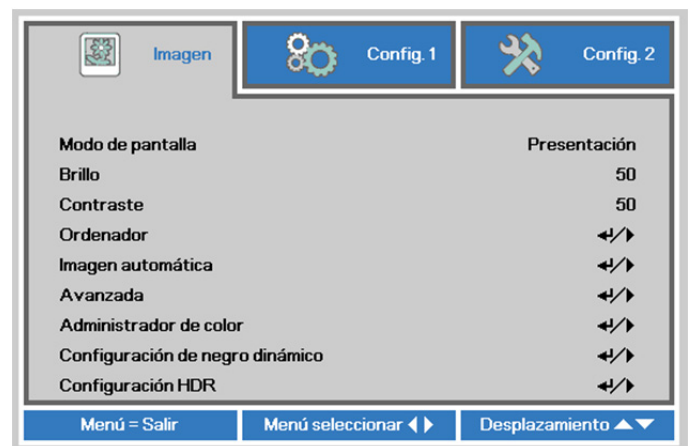 Imagen Config. 1 Config. 2
Modo de pantalla Presentación
Brillo 50
Contraste 50
Ordenador ↵/▶
Imagen automática ↵/▶
Avanzada ↵/▶
Administrador de color ↵/▶
Configuración de negro dinámico ↵/▶
Configuración HDR ↵/▶
Menú = Salir Menú seleccionar ◀▶ Desplazamiento ▲▼